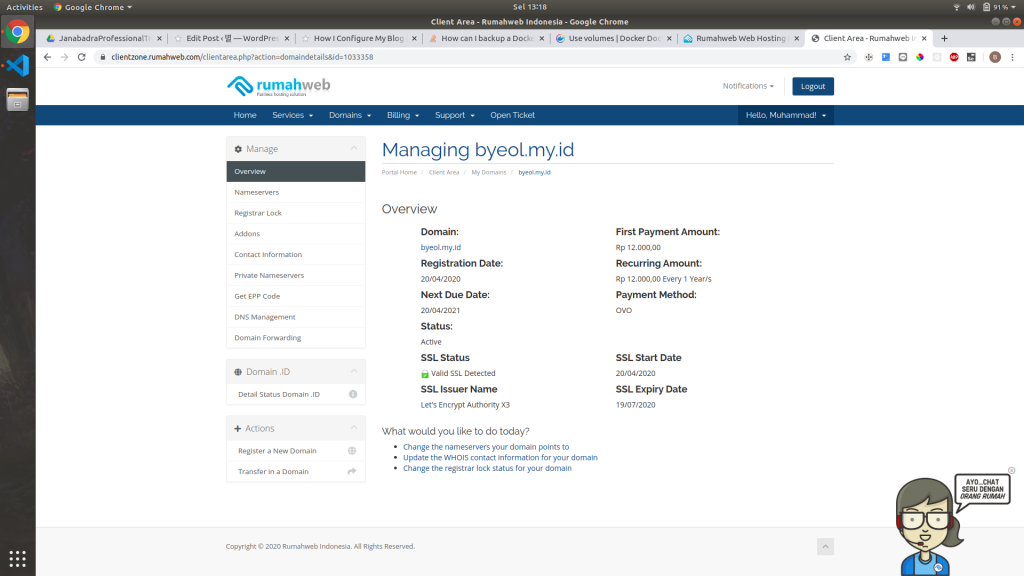 Activities Google Chrome Sel 13:18 91%
Client Area - Rumahweb Indonesia - Google Chrome
JanabadraProfessionalTr Edit Post ‹ 별 — WordPres How I Configure My Blog How can I backup a Docke Use volumes | Docker Doc Rumahweb Web Hosting Client Area - Rumahweb In
clientzone.rumahweb.com/clientarea.php?action=domaindetails&id=1033358
rumahweb
Painless hosting solution
Notifications Logout
Home Services Domains Billing Support Open Ticket Hello, Muhammad!
Manage
Overview
Nameservers
Registrar Lock
Addons
Contact Information
Private Nameservers
Get EPP Code
DNS Management
Domain Forwarding
Domain .ID
Detail Status Domain .ID
Actions
Register a New Domain
Transfer in a Domain
Managing byeol.my.id
Portal Home / Client Area / My Domains / byeol.my.id
Overview
Domain: First Payment Amount:
byeol.my.id Rp 12.000,00
Registration Date: Recurring Amount:
20/04/2020 Rp 12.000,00 Every 1 Year/s
Next Due Date: Payment Method:
20/04/2021 OVO
Status:
Active
SSL Status SSL Start Date
Valid SSL Detected 20/04/2020
SSL Issuer Name SSL Expiry Date
Let's Encrypt Authority X3 19/07/2020
What would you like to do today?
Change the nameservers your domain points to
Update the WHOIS contact information for your domain
Change the registrar lock status for your domain
AYO...CHAT
SERU DENGAN
ORANG RUMAH
Copyright © 2020 Rumahweb Indonesia. All Rights Reserved.